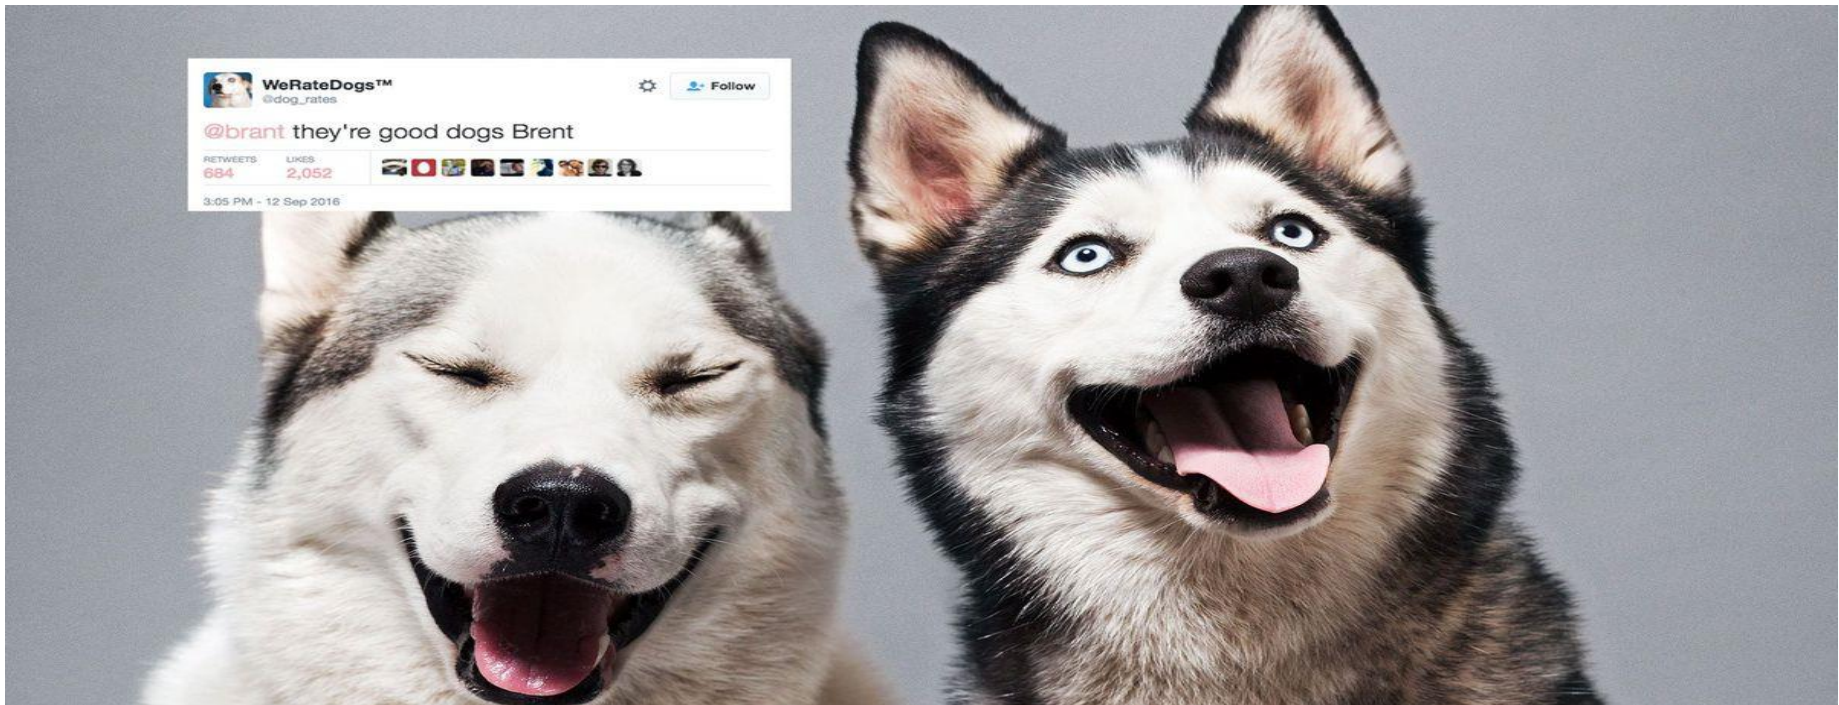 WeRateDogs™
@dog_rates
Follow
@brant they're good dogs Brent
RETWEETS LIKES
684 2,052
3:05 PM - 12 Sep 2016